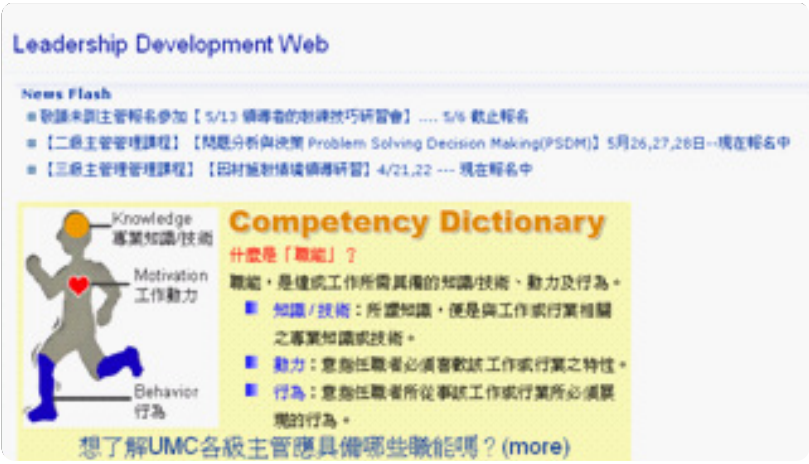 Leadership Development Web
News Flash
敬請未訓主管報名參加【 5/13 領導者的教練技巧研習會】.... 5/6 截止報名
【二級主管管理課程】【問題分析與決策 Problem Solving Decision Making(PSDM)】5月26,27,28日--現在報名中
【三級主管理管理課程】【因材施教情境領導研習】4/21,22 --- 現在報名中
Knowledge
專業知識/技術
Motivation
工作動力
Behavior
行為
Competency Dictionary
什麼是「職能」？
職能，是達成工作所需具備的知識/技術、動力及行為。
知識 / 技術：所謂知識，便是與工作或行業相關
之專業知識或技術。
動力：意指任職者必須喜歡該工作或行業之特性。
行為：意指任職者所從事該工作或行業所必須展
現的行為。
想了解UMC各級主管應具備哪些職能嗎？(more)